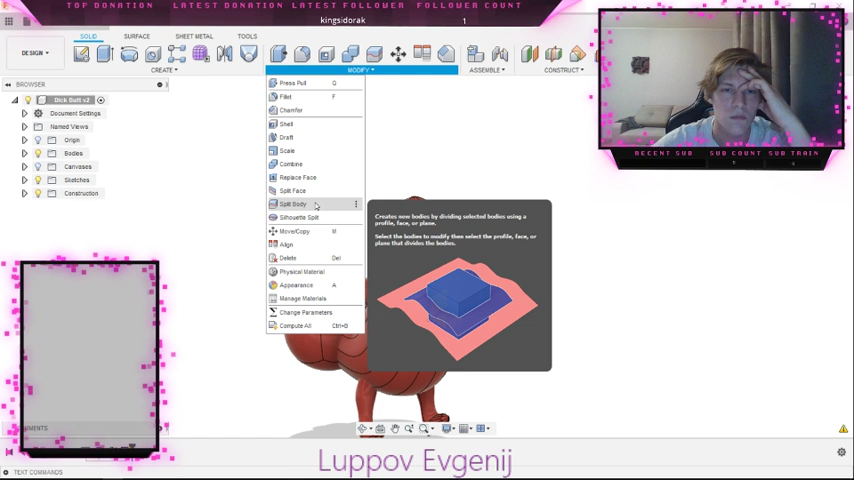 TOP DONATION LATEST DONATION LATEST FOLLOWER FOLLOWER COUNT
kingsidorak 1
DESIGN
SOLID SURFACE SHEET METAL TOOLS
CREATE MODIFY ASSEMBLE CONSTRUCT
BROWSER
Dick Butt v2
Document Settings
Named Views
Origin
Bodies
Canvases
Sketches
Construction
Press Pull Q
Fillet F
Chamfer
Shell
Draft
Scale
Combine
Replace Face
Split Face
Split Body
Silhouette Split
Move/Copy M
Align
Delete Del
Physical Material
Appearance A
Manage Materials
Change Parameters
Compute All Ctrl+B
Creates new bodies by dividing selected bodies using a
profile, face, or plane.
Select the bodies to modify then select the profile, face, or
plane that divides the bodies.
RECENT SUB SUB COUNT SUB TRAIN
MMENTS
Luppov Evgenij
TEXT COMMANDS